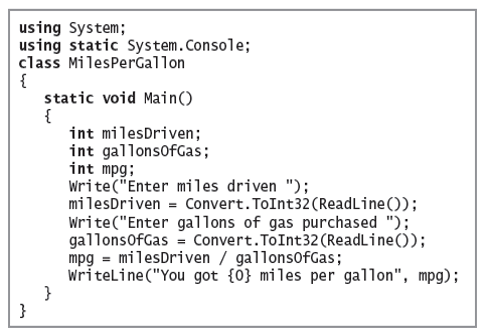 using System;
using static System.Console;
class MilesPerGallon
{
static void Main()
{
int milesDriven;
int gallonsOfGas;
int mpg;
Write("Enter miles driven ");
milesDriven = Convert.ToInt32(ReadLine());
Write("Enter gallons of gas purchased ");
gallonsOfGas = Convert.ToInt32(ReadLine());
mpg = milesDriven / gallonsOfGas;
WriteLine("You got {0} miles per gallon", mpg);
}
}